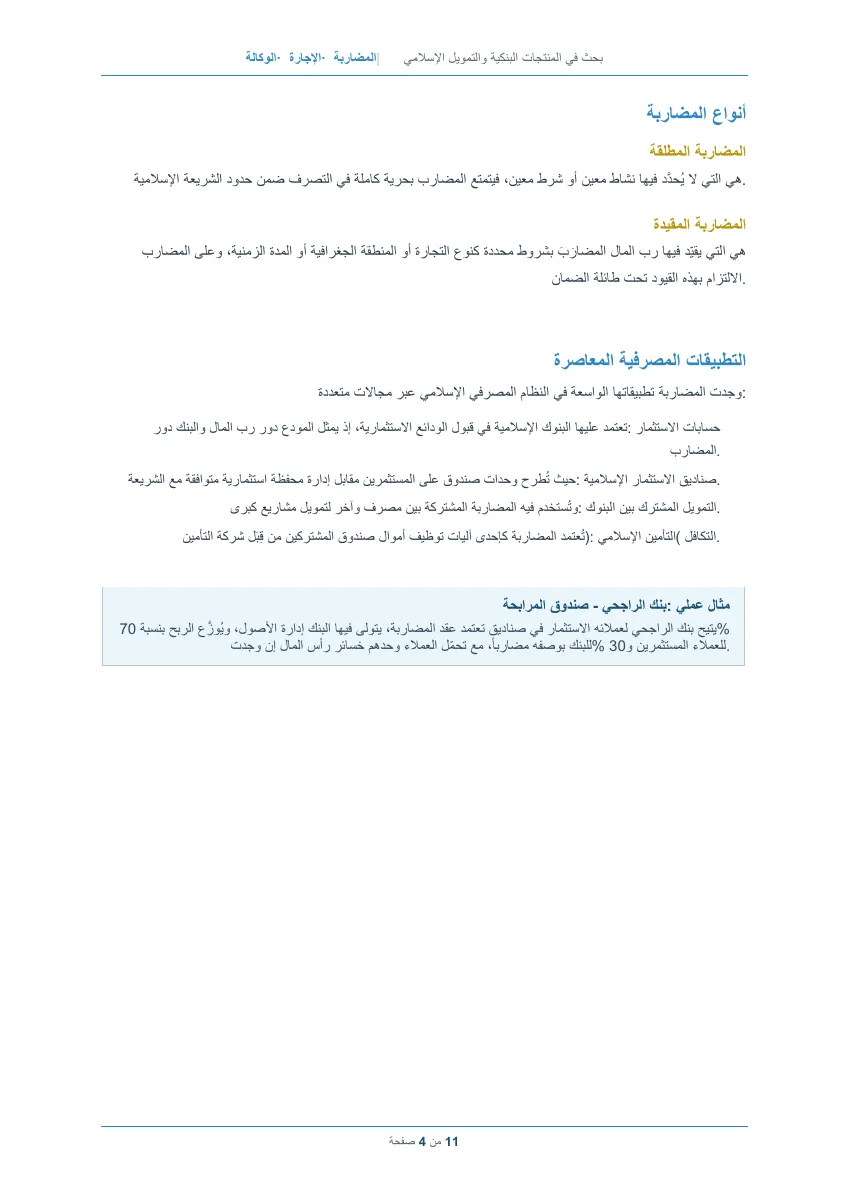 بحث في المنتجات البنكية والتمويل الإسلامي | المضاربة ·الإجارة ·الوكالة
أنواع المضاربة
المضاربة المطلقة
هي التي لا يُحدَّد فيها نشاط معين أو شرط معين، فيتمتع المضارب بحرية كاملة في التصرف ضمن حدود الشريعة الإسلامية.
المضاربة المقيدة
هي التي يقيّد فيها رب المال المضارَبَ بشروط محددة كنوع التجارة أو المنطقة الجغرافية أو المدة الزمنية، وعلى المضارب
الالتزام بهذه القيود تحت طائلة الضمان.
التطبيقات المصرفية المعاصرة
وجدت المضاربة تطبيقاتها الواسعة في النظام المصرفي الإسلامي عبر مجالات متعددة:
حسابات الاستثمار :تعتمد عليها البنوك الإسلامية في قبول الودائع الاستثمارية، إذ يمثل المودع دور رب المال والبنك دور
المضارب.
صناديق الاستثمار الإسلامية :حيث تُطرح وحدات صندوق على المستثمرين مقابل إدارة محفظة استثمارية متوافقة مع الشريعة.
التمويل المشترك بين البنوك :وتُستخدم فيه المضاربة المشتركة بين مصرف وآخر لتمويل مشاريع كبرى.
التكافل (التأمين الإسلامي :(تُعتمد المضاربة كإحدى آليات توظيف أموال صندوق المشتركين من قِبَل شركة التأمين.
مثال عملي :بنك الراجحي - صندوق المرابحة
يتيح بنك الراجحي لعملائه الاستثمار في صناديق تعتمد عقد المضاربة، يتولى فيها البنك إدارة الأصول، ويُوزَّع الربح بنسبة 70%
للعملاء المستثمرين و30 %للبنك بوصفه مضارباً، مع تحمّل العملاء وحدهم خسائر رأس المال إن وجدت.
11 من 4 صفحة